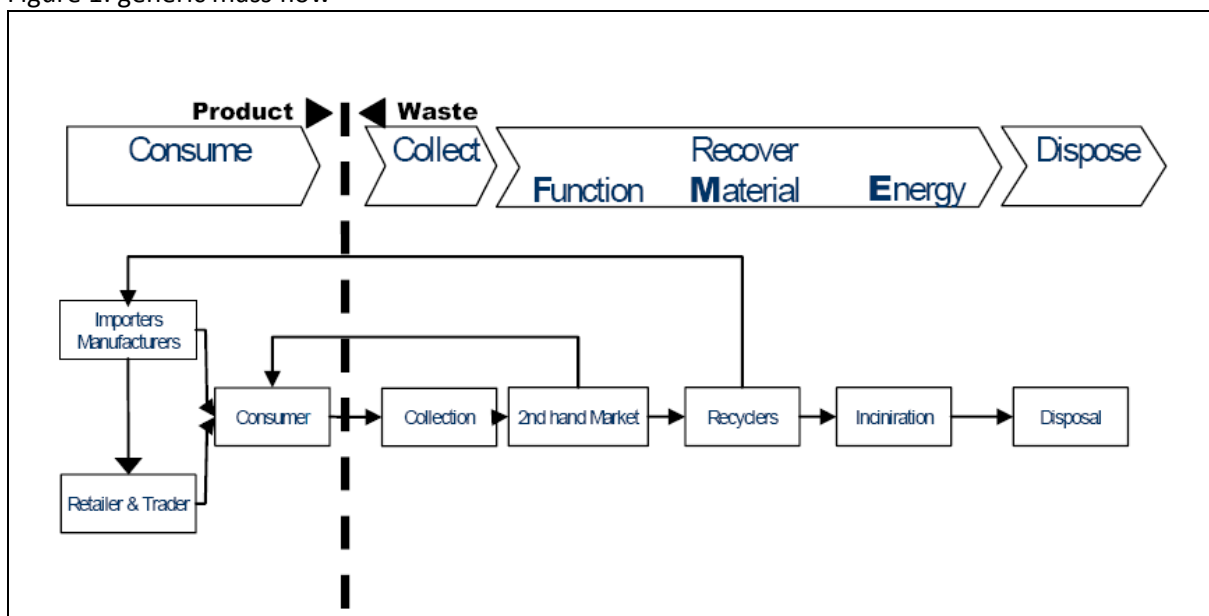 Figure 1: generic mass flow
Product
Waste
Consume
Collect
Recover
Dispose
Function Material Energy
Importers
Manufacturers
Consumer
Collection
2nd hand Market
Recyclers
Inciniration
Disposal
Retailer & Trader